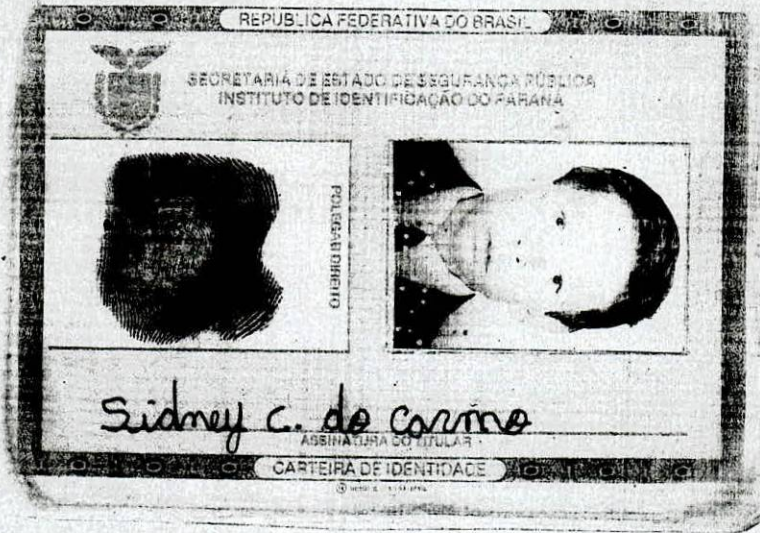 REPÚBLICA FEDERATIVA DO BRASIL
SECRETARIA DE ESTADO DE SEGURANÇA PÚBLICA
INSTITUTO DE IDENTIFICAÇÃO DO PARANÁ
POLEGAR DIREITO
Sidney C. do Carmo
ASSINATURA DO TITULAR
CARTEIRA DE IDENTIDADE